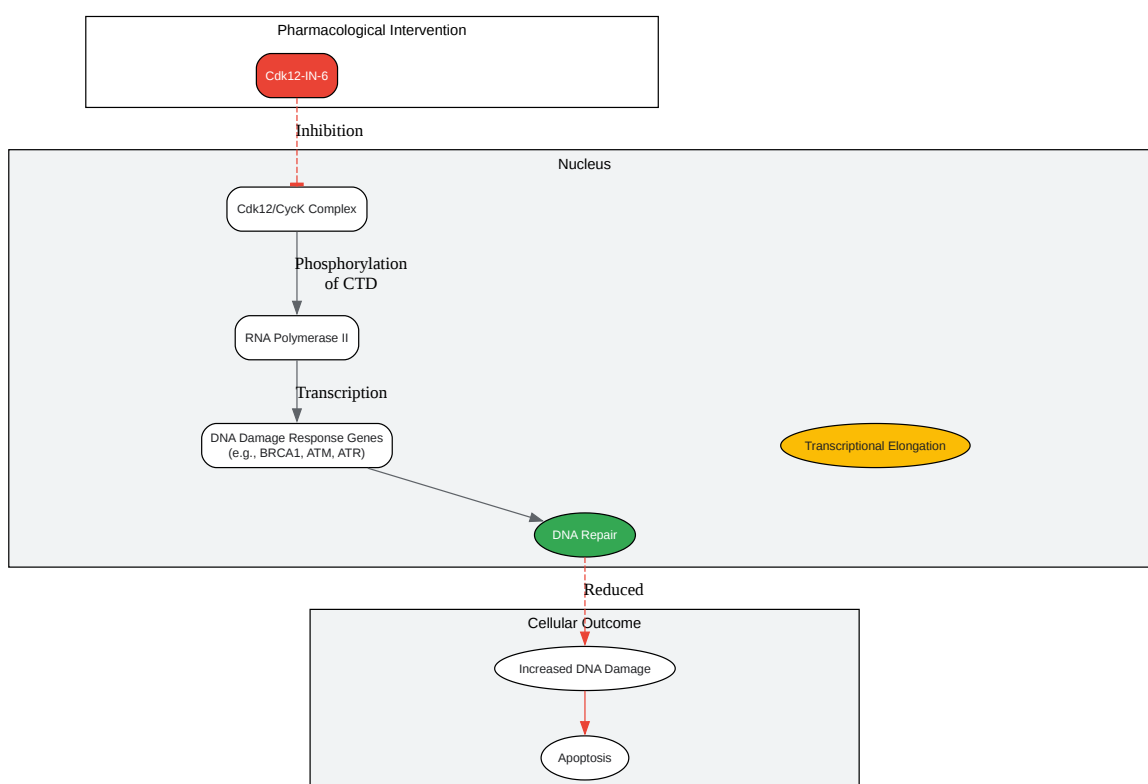 Pharmacological Intervention
Cdk12-IN-6
Inhibition
Nucleus
Cdk12/CycK Complex
Phosphorylation
of CTD
RNA Polymerase II
Transcription
DNA Damage Response Genes
(e.g., BRCA1, ATM, ATR)
Transcriptional Elongation
DNA Repair
Reduced
Cellular Outcome
Increased DNA Damage
Apoptosis